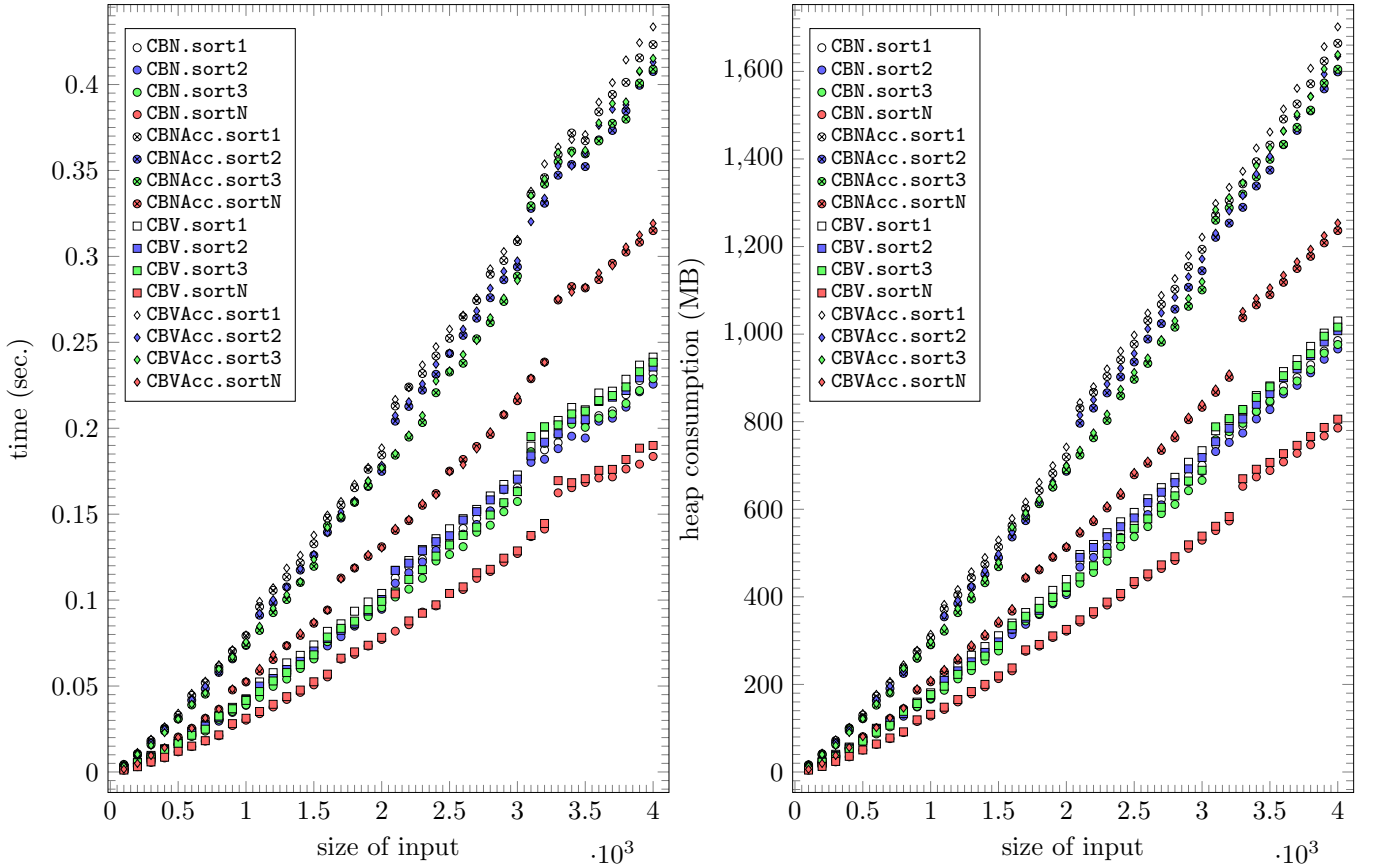 CBN.sort1
CBN.sort2
CBN.sort3
CBN.sortN
CBNAcc.sort1
CBNAcc.sort2
CBNAcc.sort3
CBNAcc.sortN
CBV.sort1
CBV.sort2
CBV.sort3
CBV.sortN
CBVAcc.sort1
CBVAcc.sort2
CBVAcc.sort3
CBVAcc.sortN
0.4
0.35
0.3
0.25
0.2
0.15
0.1
0.05
0
time (sec.)
0 0.5 1 1.5 2 2.5 3 3.5 4
size of input
·10³
CBN.sort1
CBN.sort2
CBN.sort3
CBN.sortN
CBNAcc.sort1
CBNAcc.sort2
CBNAcc.sort3
CBNAcc.sortN
CBV.sort1
CBV.sort2
CBV.sort3
CBV.sortN
CBVAcc.sort1
CBVAcc.sort2
CBVAcc.sort3
CBVAcc.sortN
1,600
1,400
1,200
1,000
800
600
400
200
0
heap consumption (MB)
0 0.5 1 1.5 2 2.5 3 3.5 4
size of input
·10³